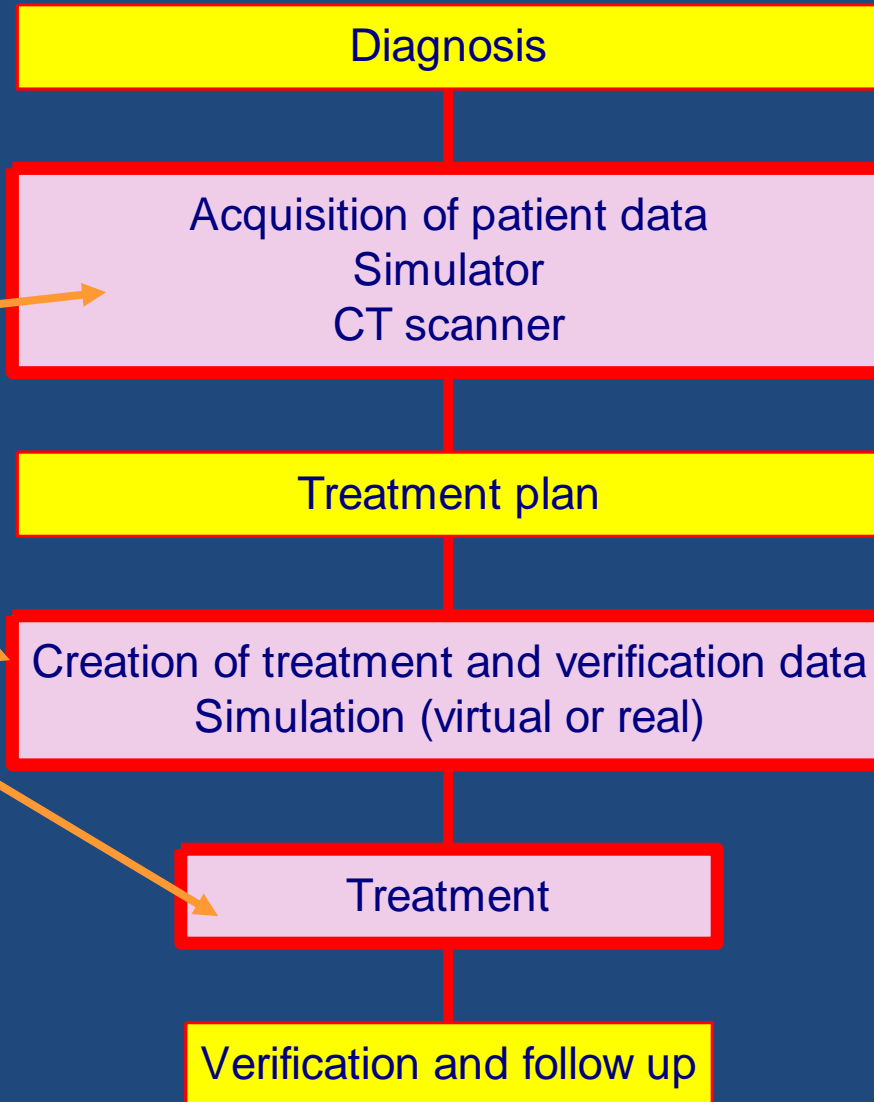 Diagnosis
Acquisition of patient data
Simulator
CT scanner
Treatment plan
Creation of treatment and verification data
Simulation (virtual or real)
Treatment
Verification and follow up